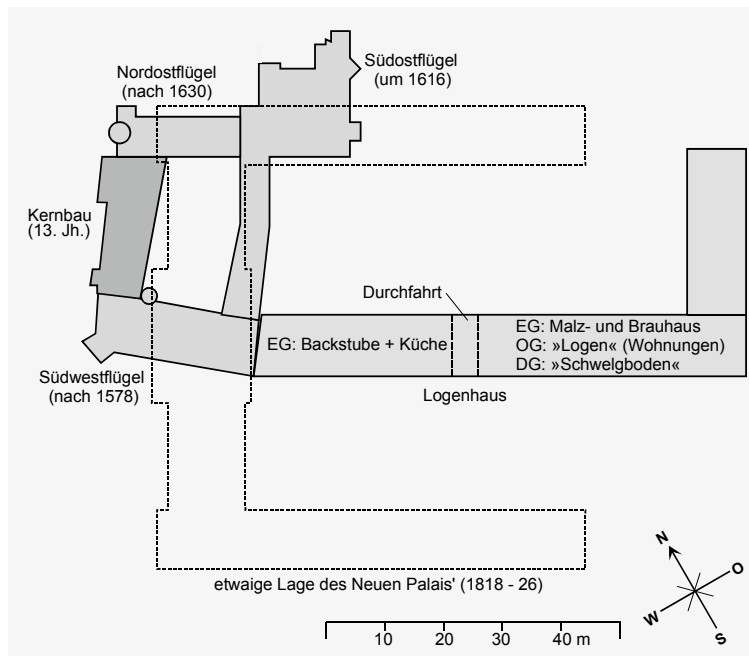 Südostflügel
(um 1616)
Nordostflügel
(nach 1630)
Kernbau
(13. Jh.)
Durchfahrt
EG: Backstube + Küche
EG: Malz- und Brauhaus
OG: »Logen« (Wohnungen)
DG: »Schwelgboden«
Südwestflügel
(nach 1578)
Logenhaus
etwaige Lage des Neuen Palais' (1818 - 26)
N
O
W
S
10 20 30 40 m